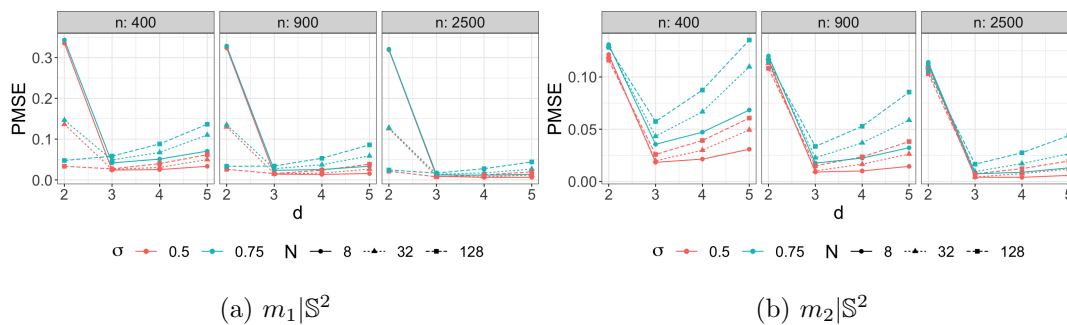 n: 400 n: 900 n: 2500
PMSE
0.3
0.2
0.1
0.0
2 3 4 5 2 3 4 5 2 3 4 5
d
σ 0.5 0.75 N 8 32 128
(a) m₁|𝕊²
n: 400 n: 900 n: 2500
PMSE
0.10
0.05
0.00
2 3 4 5 2 3 4 5 2 3 4 5
d
σ 0.5 0.75 N 8 32 128
(b) m₂|𝕊²